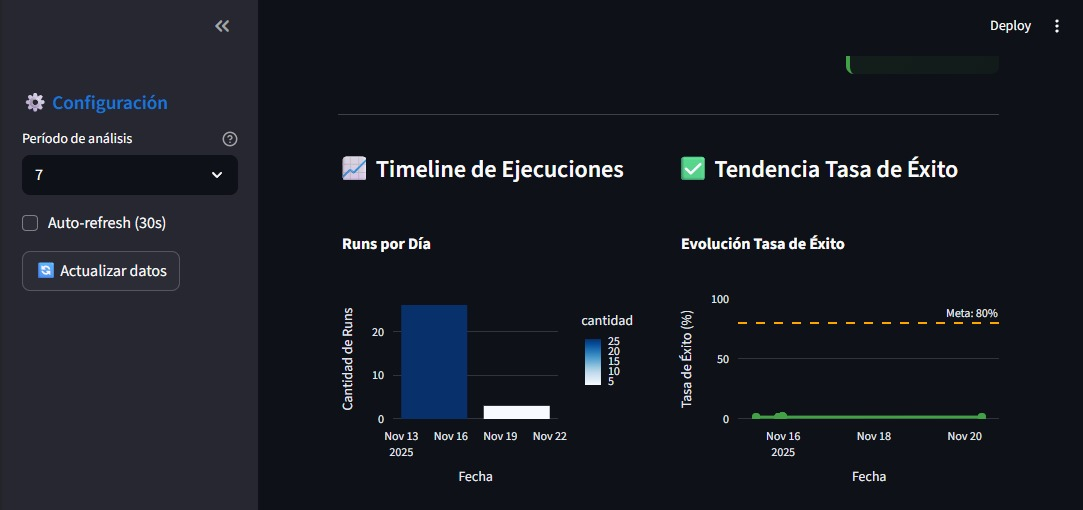 Deploy
Configuración
Período de análisis
7
Auto-refresh (30s)
Actualizar datos
Timeline de Ejecuciones
Runs por Día
Cantidad de Runs
20
10
0
Nov 13 Nov 16 Nov 19 Nov 22
2025
Fecha
cantidad
25
20
15
10
5
Tendencia Tasa de Éxito
Evolución Tasa de Éxito
Tasa de Éxito (%)
100
50
0
Meta: 80%
Nov 16 Nov 18 Nov 20
2025
Fecha